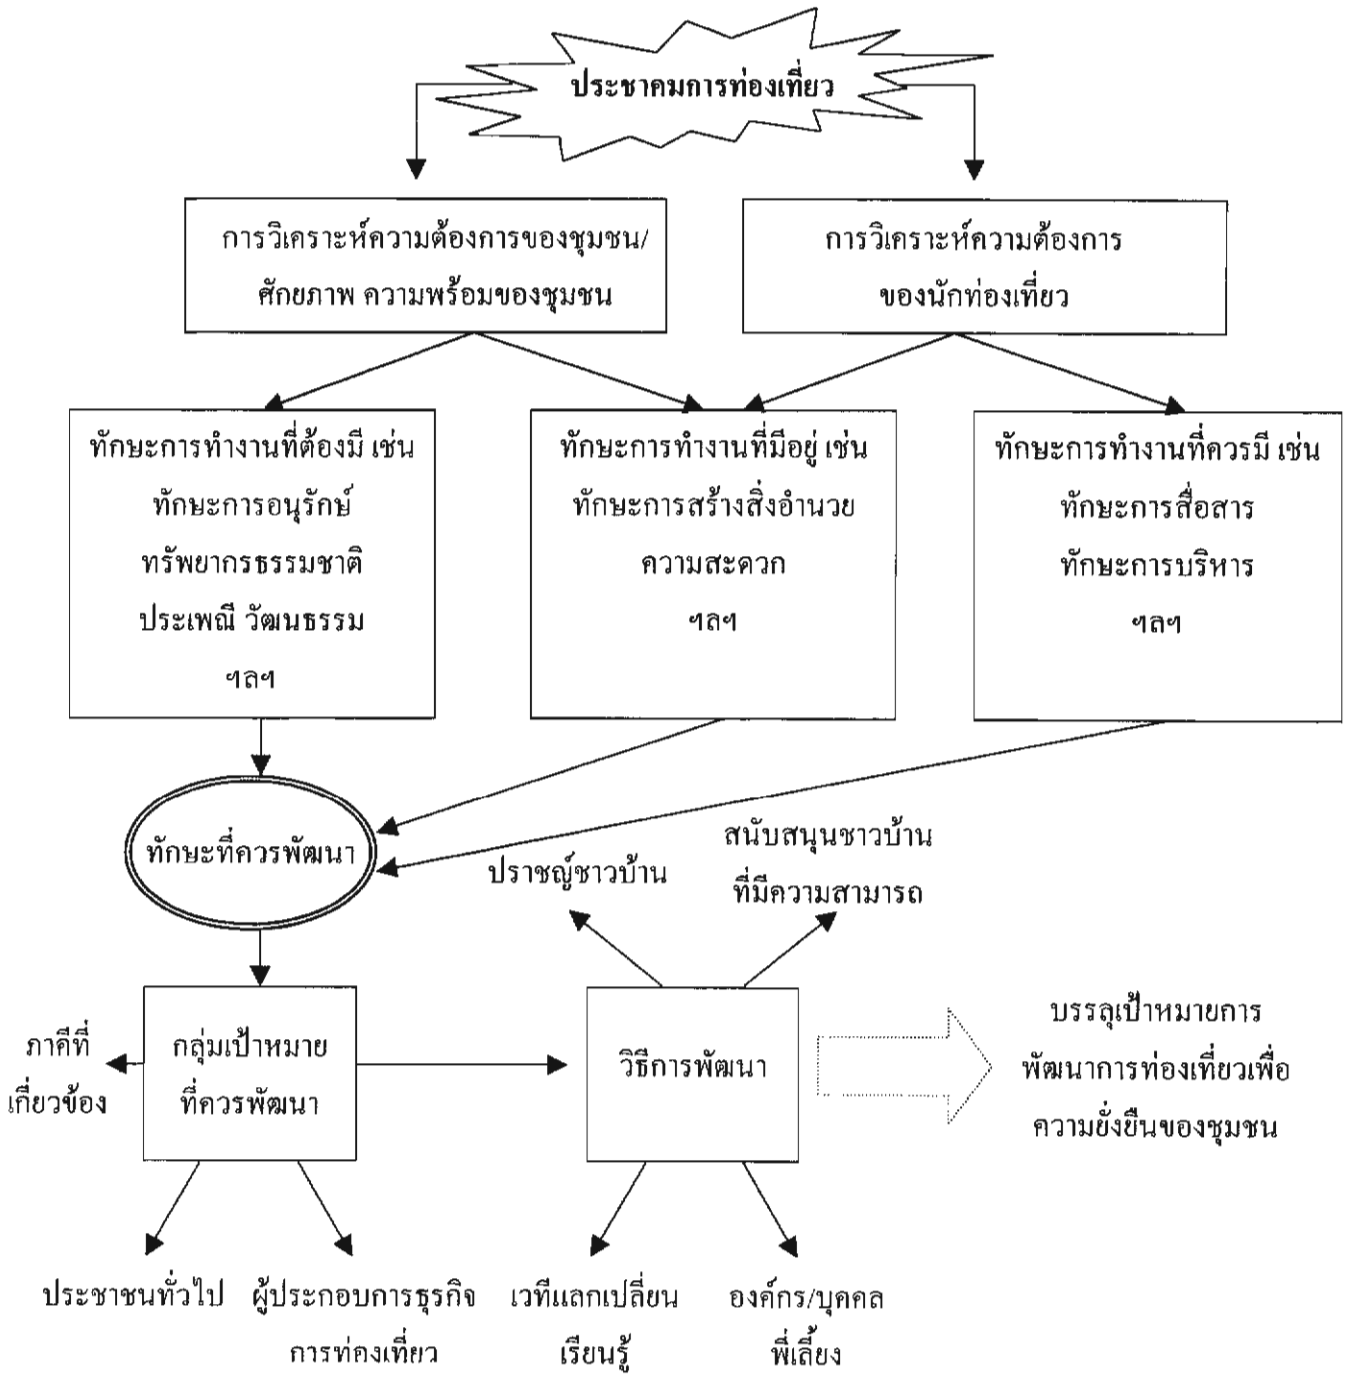 ประชาคมการท่องเที่ยว
การวิเคราะห์ความต้องการของชุมชน/
ศักยภาพ ความพร้อมของชุมชน
การวิเคราะห์ความต้องการ
ของนักท่องเที่ยว
ทักษะการทำงานที่ต้องมี เช่น
ทักษะการอนุรักษ์
ทรัพยากรธรรมชาติ
ประเพณี วัฒนธรรม
ฯลฯ
ทักษะการทำงานที่มีอยู่ เช่น
ทักษะการสร้างสิ่งอำนวย
ความสะดวก
ฯลฯ
ทักษะการทำงานที่ควรมี เช่น
ทักษะการสื่อสาร
ทักษะการบริหาร
ฯลฯ
ทักษะที่ควรพัฒนา
ปราชญ์ชาวบ้าน
สนับสนุนชาวบ้าน
ที่มีความสามารถ
ภาคีที่
เกี่ยวข้อง
กลุ่มเป้าหมาย
ที่ควรพัฒนา
วิธีการพัฒนา
บรรลุเป้าหมายการ
พัฒนาการท่องเที่ยวเพื่อ
ความยั่งยืนของชุมชน
ประชาชนทั่วไป
ผู้ประกอบการธุรกิจ
การท่องเที่ยว
เวทีแลกเปลี่ยน
เรียนรู้
องค์กร/บุคคล
พี่เลี้ยง